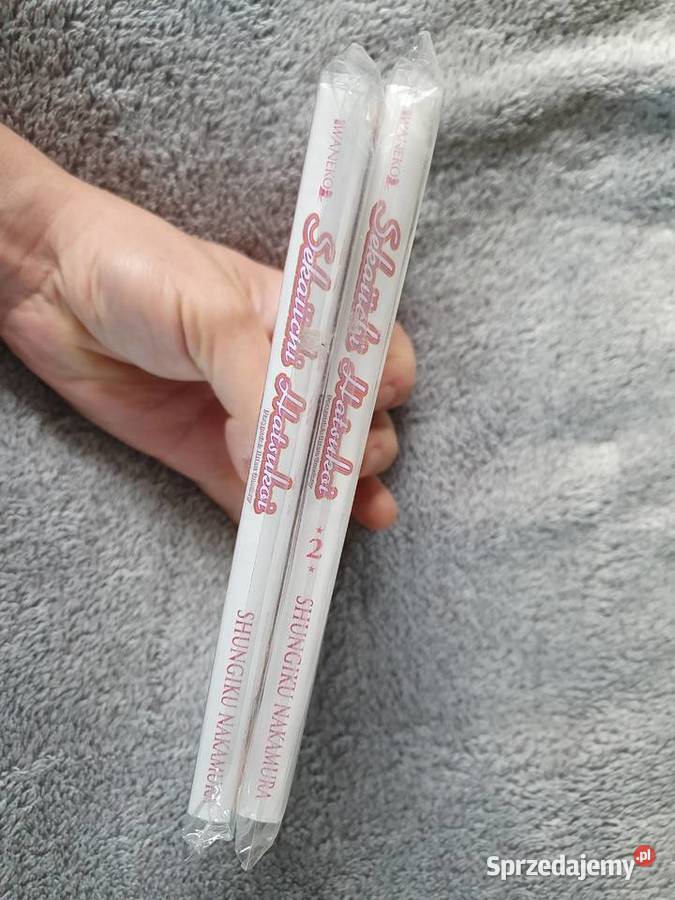 WANEKO
Sekaiichi Hatsukoi
SHUNGIKU NAKAMURA
WANEKO
Sekaiichi Hatsukoi
2
SHUNGIKU NAKAMURA
Sprzedajemy.pl